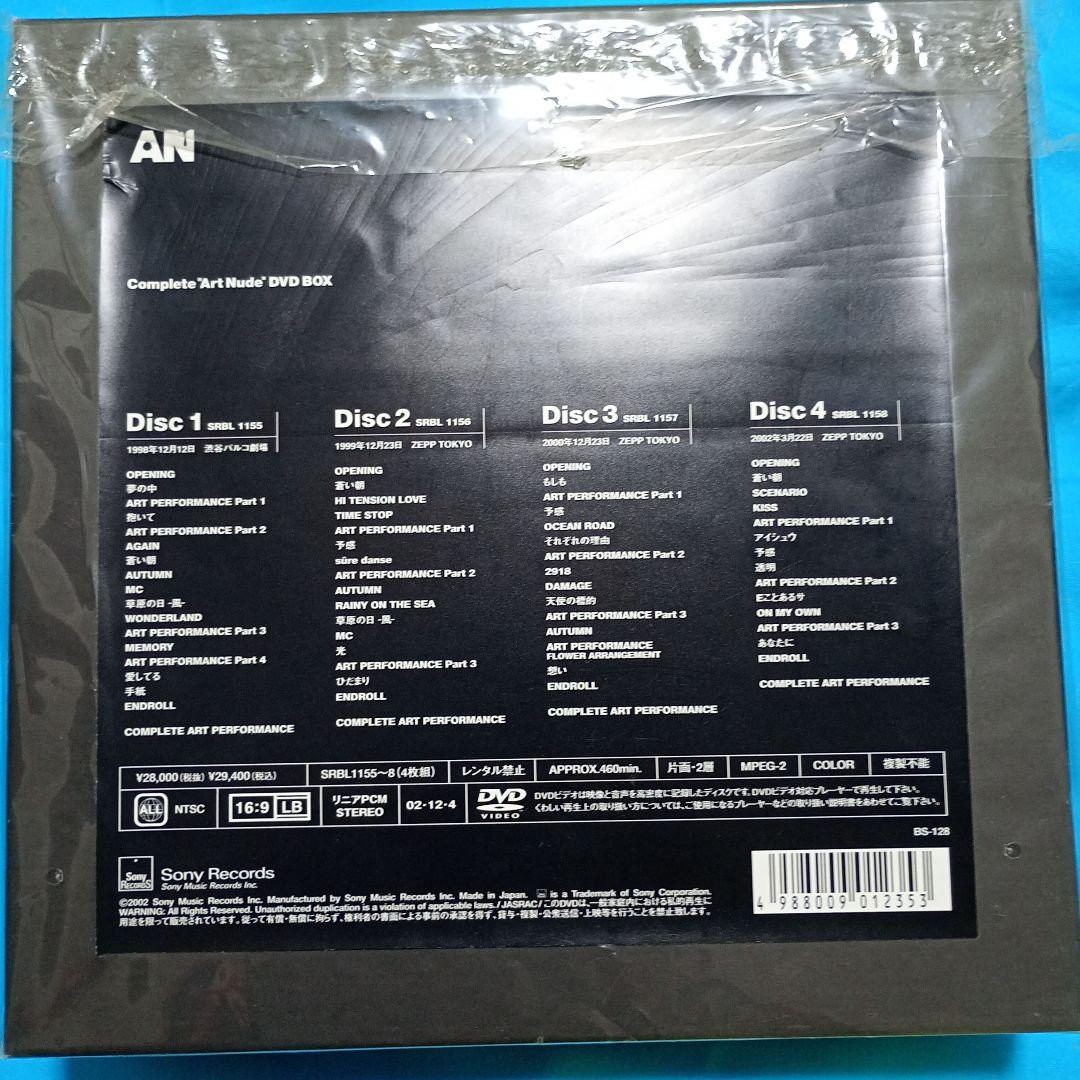 AN
Complete "Art Nude" DVD BOX
Disc 1 SRBL 1155
1998年12月12日 渋谷パルコ劇場
OPENING
夢の中
ART PERFORMANCE Part 1
抱いて
ART PERFORMANCE Part 2
AGAIN
蒼い朝
AUTUMN
MC
草原の日 -風-
WONDERLAND
ART PERFORMANCE Part 3
MEMORY
ART PERFORMANCE Part 4
愛してる
手紙
ENDROLL
COMPLETE ART PERFORMANCE
Disc 2 SRBL 1156
1999年12月23日 ZEPP TOKYO
OPENING
蒼い朝
HI TENSION LOVE
TIME STOP
ART PERFORMANCE Part 1
予感
sûre danse
ART PERFORMANCE Part 2
AUTUMN
RAINY ON THE SEA
草原の日 -風-
MC
光
ART PERFORMANCE Part 3
ひだまり
ENDROLL
COMPLETE ART PERFORMANCE
Disc 3 SRBL 1157
2000年12月23日 ZEPP TOKYO
OPENING
もしも
ART PERFORMANCE Part 1
予感
OCEAN ROAD
それぞれの理由
ART PERFORMANCE Part 2
2918
DAMAGE
天使の標的
ART PERFORMANCE Part 3
AUTUMN
ART PERFORMANCE
FLOWER ARRANGEMENT
想い
ENDROLL
COMPLETE ART PERFORMANCE
Disc 4 SRBL 1158
2002年3月22日 ZEPP TOKYO
OPENING
蒼い朝
SCENARIO
KISS
ART PERFORMANCE Part 1
アイシュウ
予感
透明
ART PERFORMANCE Part 2
Eことあるサ
ON MY OWN
ART PERFORMANCE Part 3
あなたに
ENDROLL
COMPLETE ART PERFORMANCE
¥28,000(税抜) ¥29,400(税込) SRBL1155〜8(4枚組) レンタル禁止 APPROX.460min. 片面・2層 MPEG-2 COLOR 複製不能
ALL NTSC 16:9 LB リニアPCM STEREO 02・12・4 DVD VIDEO
DVDビデオは映像と音声を高密度に記録したディスクです。DVDビデオ対応プレーヤーで再生して下さい。
くわしい再生上の取り扱い方については、ご使用になるプレーヤーなどの取り扱い説明書をあわせてご覧下さい。
BS-128
Sony Records Sony Records
Sony Music Records Inc.
©2002 Sony Music Records Inc. Manufactured by Sony Music Records Inc. Made in Japan. is a Trademark of Sony Corporation.
WARNING: All Rights Reserved. Unauthorized duplication is a violation of applicable laws./JASRAC/このDVDは、一般家庭内における私的再生に
用途を限って販売されています。従って有償・無償に拘らず、権利者の書面による事前の承認を得ず、貸与・複製・公衆送信・上映等を行うことを禁止致します。
4 988009 012353